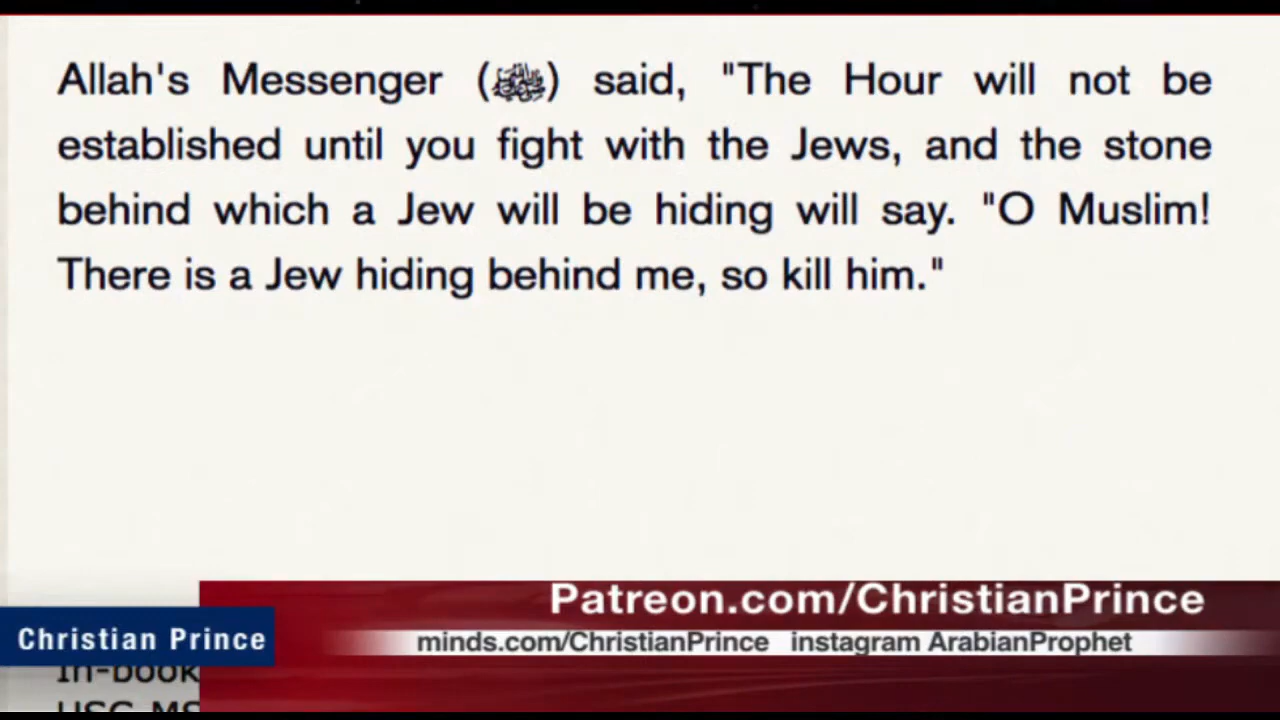 Allah's Messenger (ﷺ) said, "The Hour will not be
established until you fight with the Jews, and the stone
behind which a Jew will be hiding will say. "O Muslim!
There is a Jew hiding behind me, so kill him."
Patreon.com/ChristianPrince
Christian Prince
minds.com/ChristianPrince instagram ArabianProphet
In-book